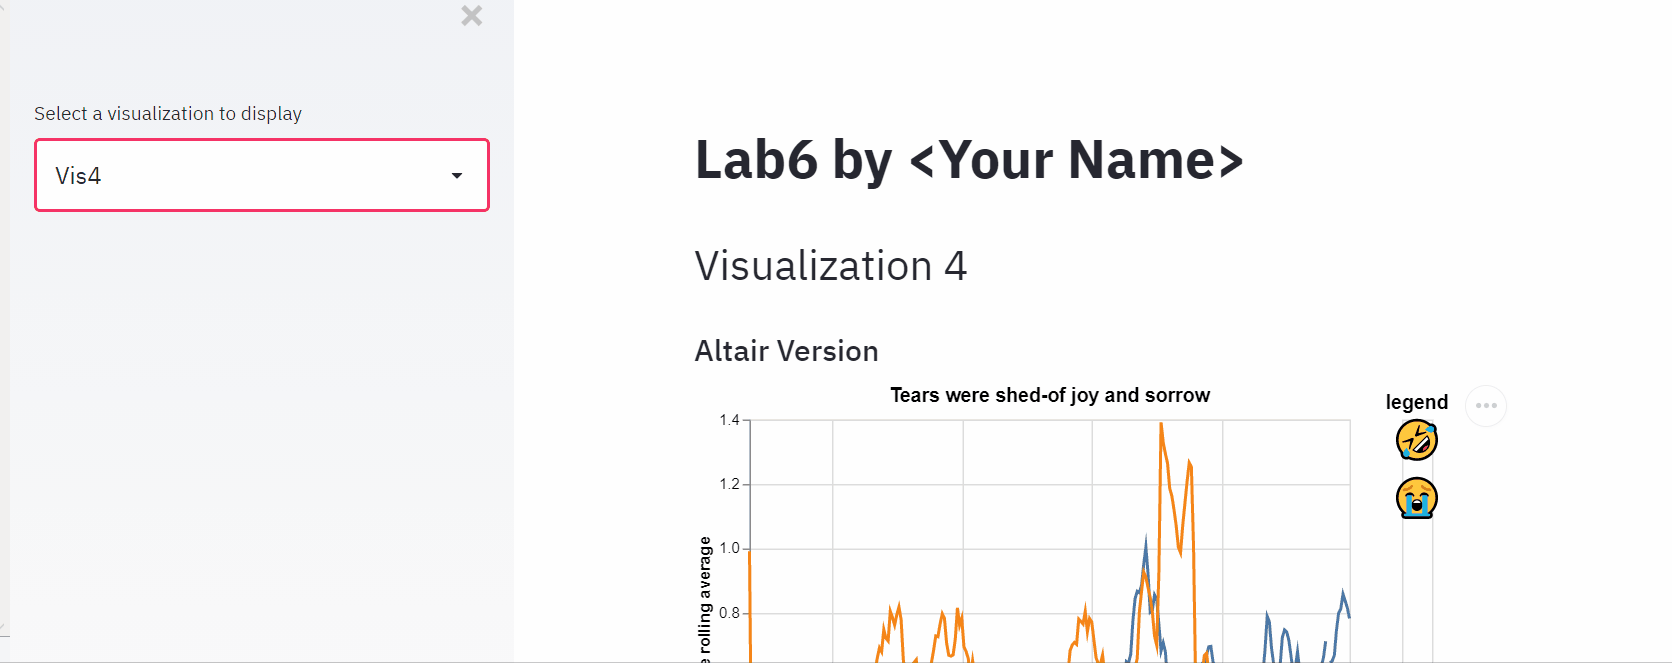 Select a visualization to display
Vis4
Lab6 by <Your Name>
Visualization 4
Altair Version
Tears were shed-of joy and sorrow
legend
1.4
1.2
1.0
0.8
rolling average